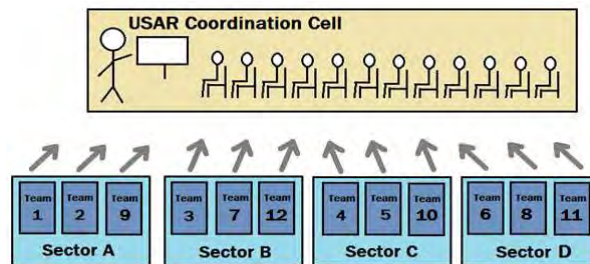 USAR Coordination Cell
Team 1
Team 2
Team 9
Sector A
Team 3
Team 7
Team 12
Sector B
Team 4
Team 5
Team 10
Sector C
Team 6
Team 8
Team 11
Sector D